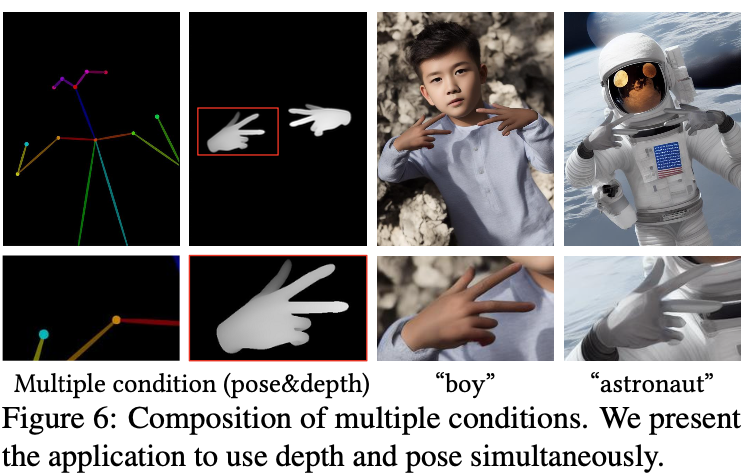 Multiple condition (pose&depth) “boy” “astronaut”
Figure 6: Composition of multiple conditions. We present
the application to use depth and pose simultaneously.